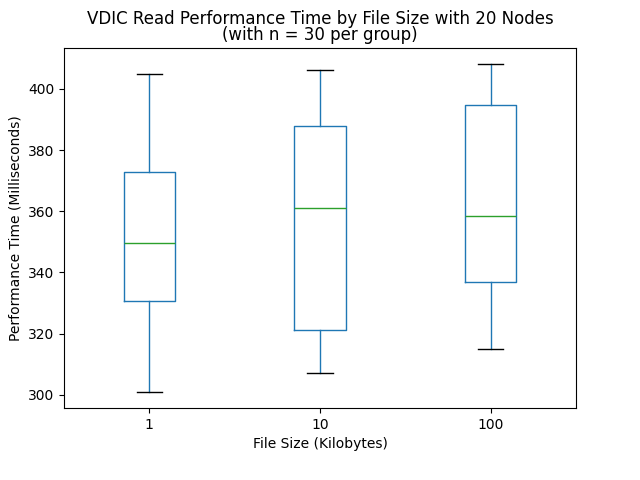 VDIC Read Performance Time by File Size with 20 Nodes
(with n = 30 per group)
Performance Time (Milliseconds)
400
380
360
340
320
300
1 10 100
File Size (Kilobytes)